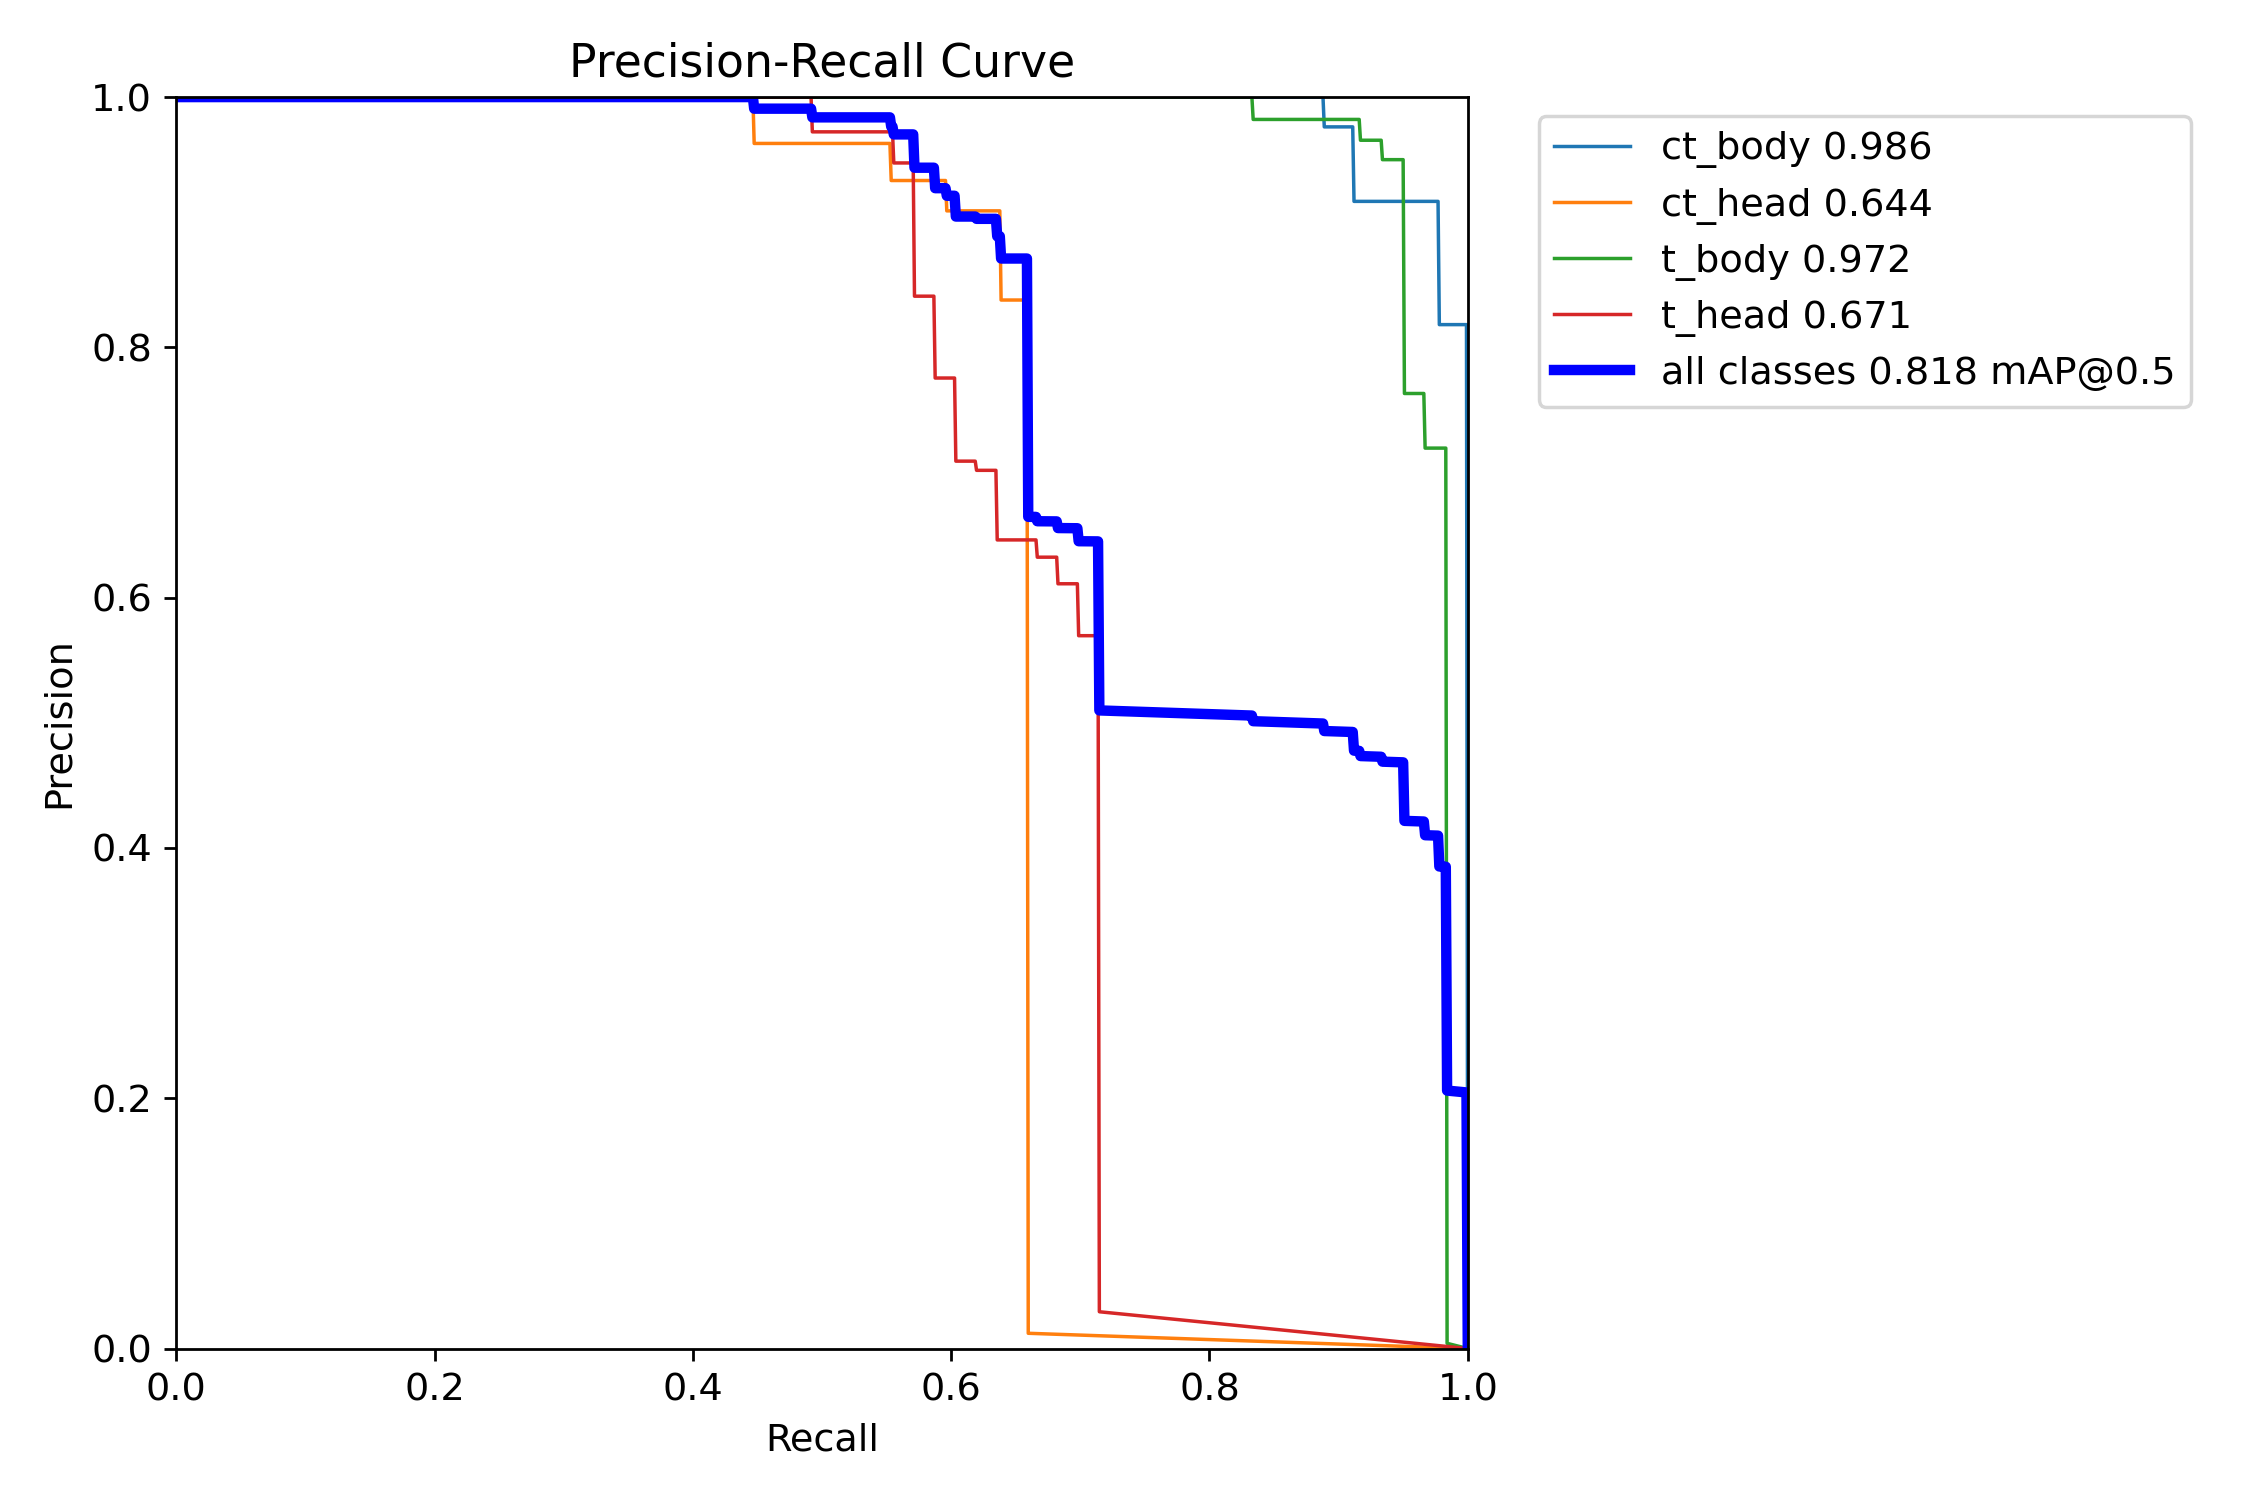 Precision-Recall Curve
1.0
0.8
0.6
0.4
0.2
0.0
Precision
0.0 0.2 0.4 0.6 0.8 1.0
Recall
ct_body 0.986
ct_head 0.644
t_body 0.972
t_head 0.671
all classes 0.818 mAP@0.5